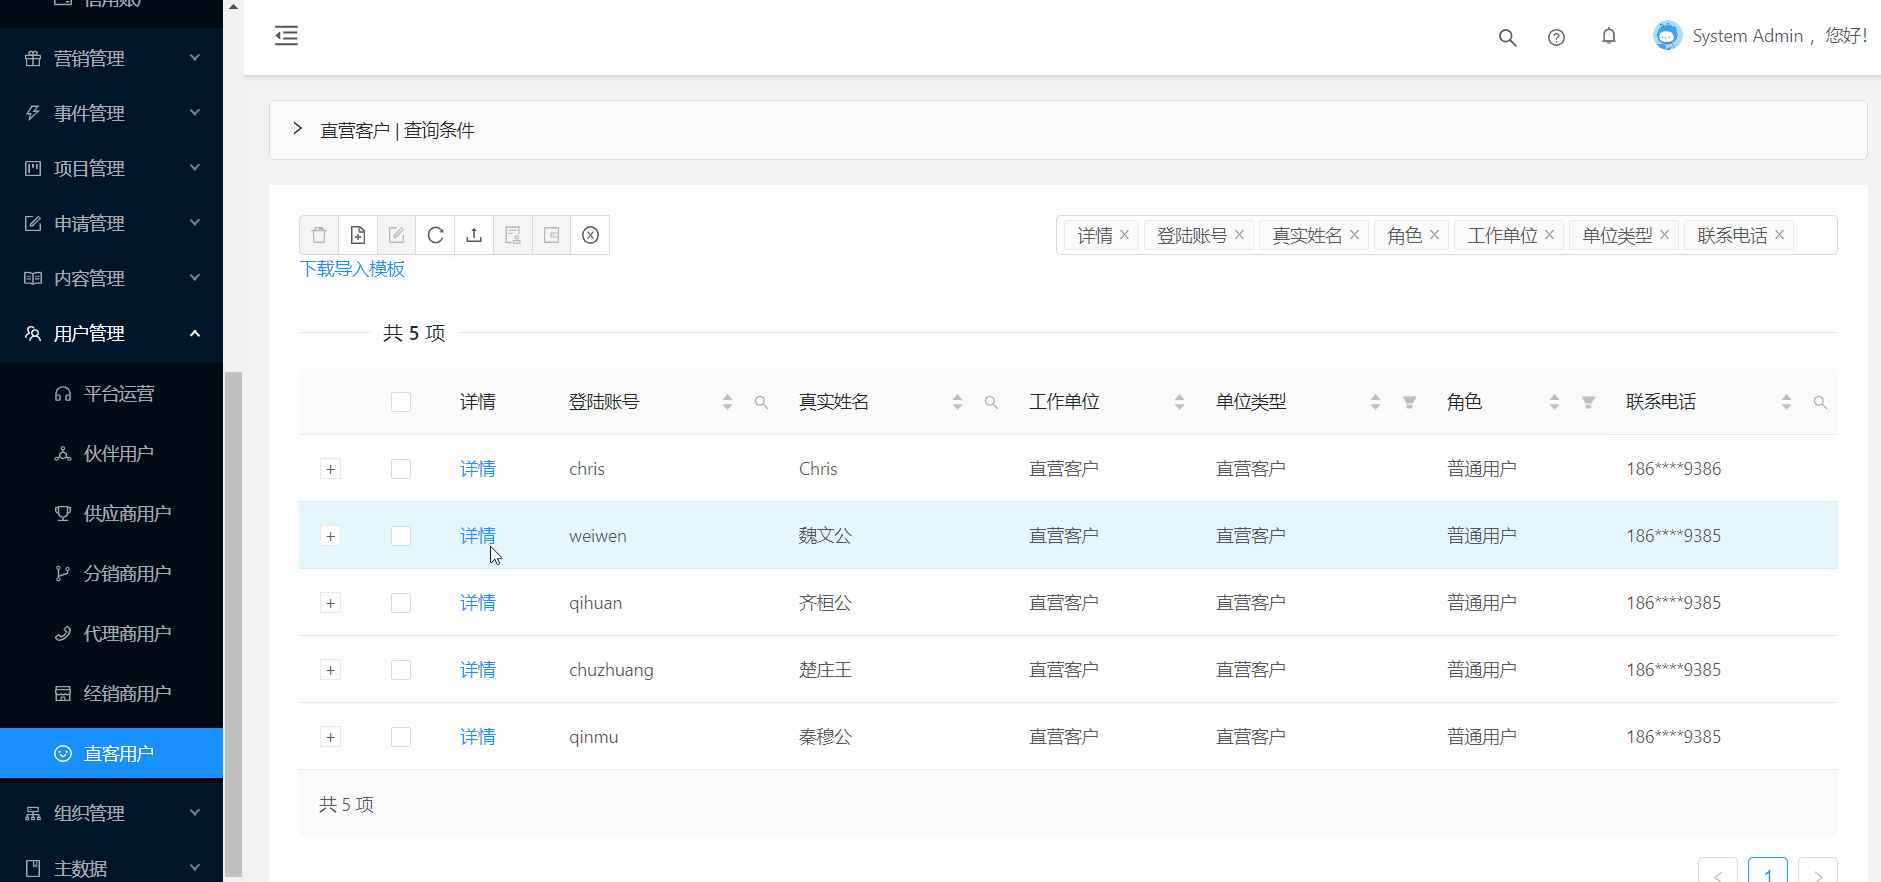 信用账户
营销管理
事件管理
项目管理
申请管理
内容管理
用户管理
平台运营
伙伴用户
供应商用户
分销商用户
代理商用户
经销商用户
直客用户
组织管理
主数据
System Admin ，您好！
直营客户 | 查询条件
详情 登陆账号 真实姓名 角色 工作单位 单位类型 联系电话
下载导入模板
共 5 项
详情 登陆账号 真实姓名 工作单位 单位类型 角色 联系电话
详情 chris Chris 直营客户 直营客户 普通用户 186****9386
详情 weiwen 魏文公 直营客户 直营客户 普通用户 186****9385
详情 qihuan 齐桓公 直营客户 直营客户 普通用户 186****9385
详情 chuzhuang 楚庄王 直营客户 直营客户 普通用户 186****9385
详情 qinmu 秦穆公 直营客户 直营客户 普通用户 186****9385
共 5 项
1